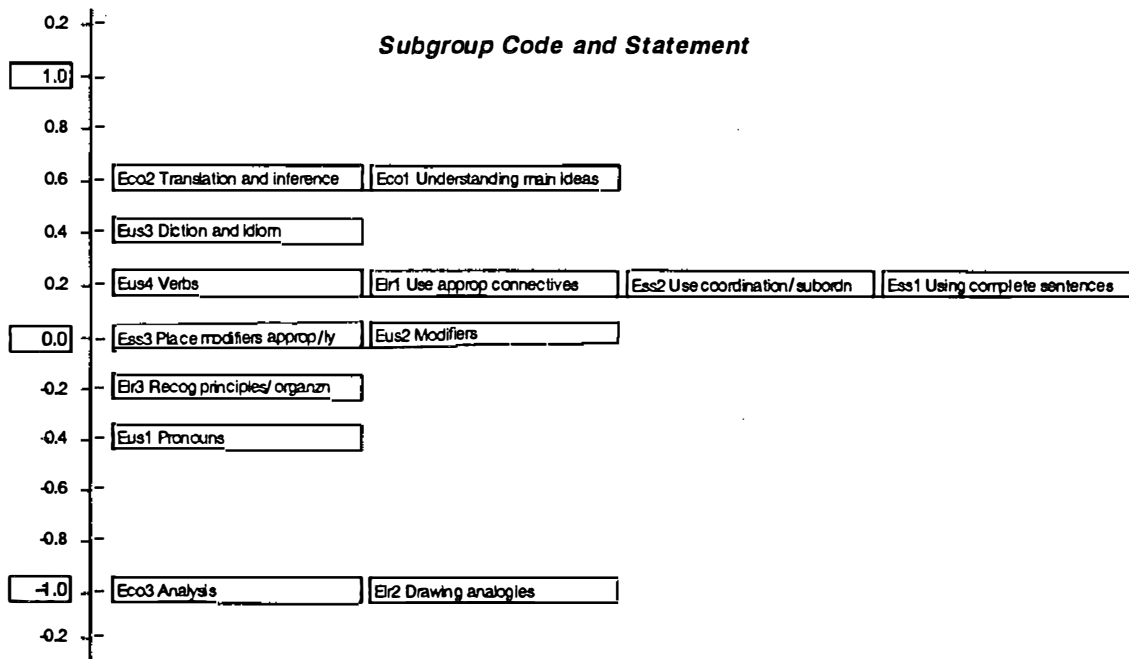 0.2
Subgroup Code and Statement
1.0
0.8
0.6 Eco2 Translation and inference Eco1 Understanding main ideas
0.4 Eus3 Diction and idiom
0.2 Eus4 Verbs Elr1 Use approp connectives Ess2 Use coordination/subordn Ess1 Using complete sentences
0.0 Ess3 Place modifiers approp/ly Eus2 Modifiers
-0.2 Elr3 Recog principles/organzn
-0.4 Eus1 Pronouns
-0.6
-0.8
-1.0 Eco3 Analysis Elr2 Drawing analogies
-0.2